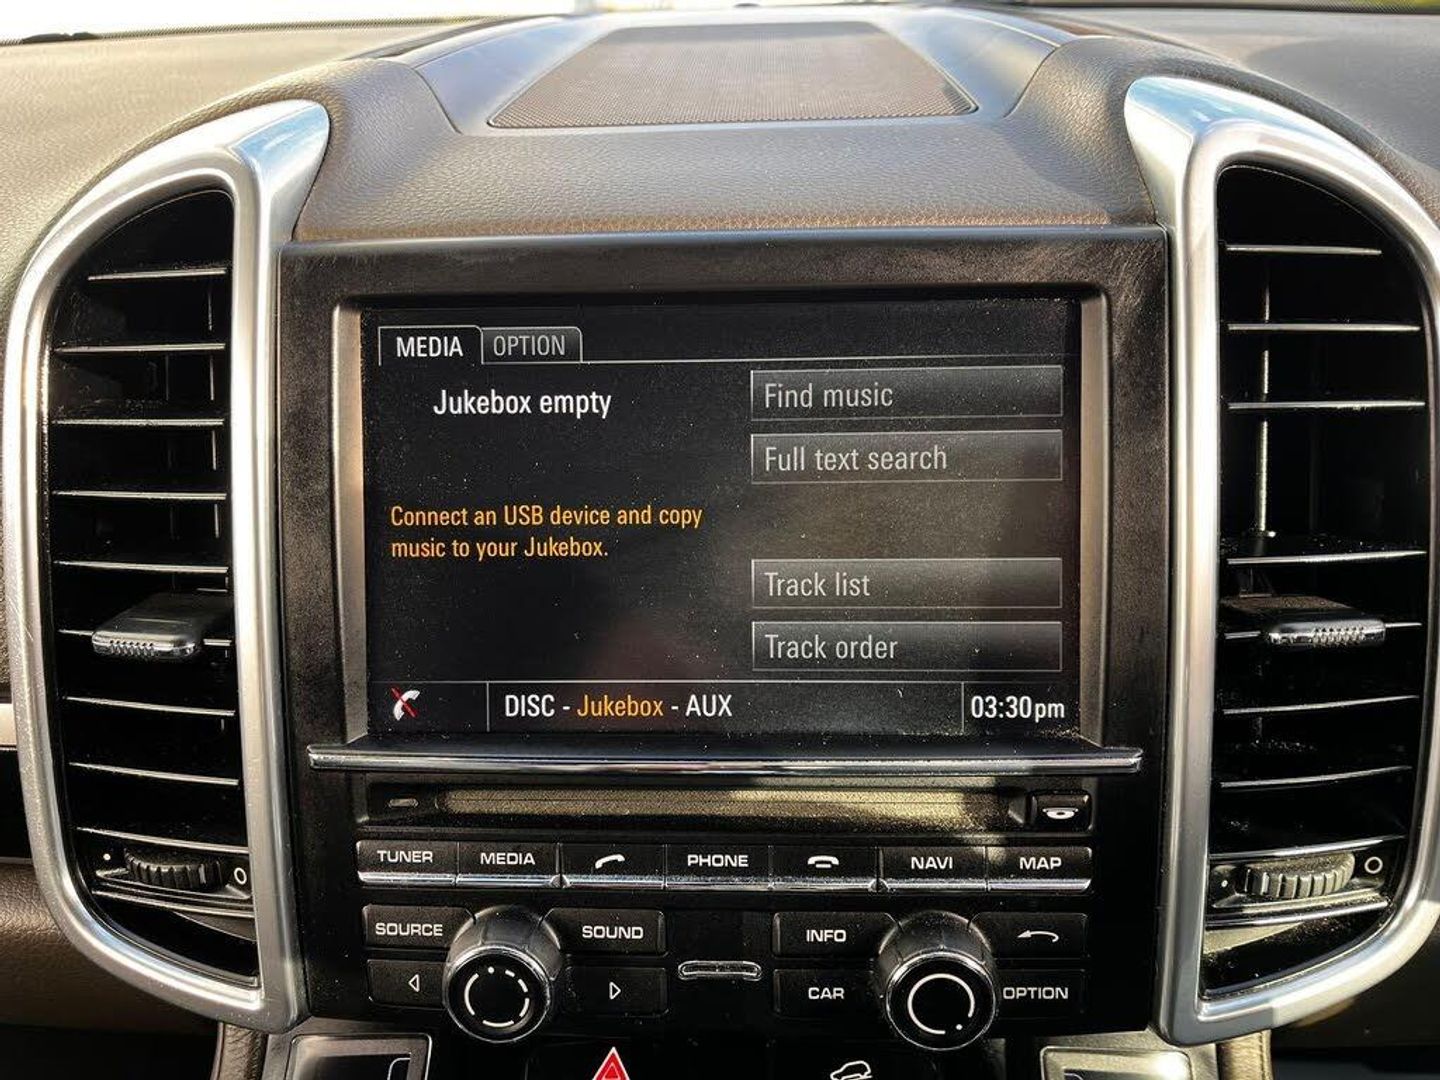 MEDIA OPTION
Jukebox empty
Find music
Full text search
Connect an USB device and copy
music to your Jukebox.
Track list
Track order
DISC - Jukebox - AUX
03:30pm
TUNER MEDIA PHONE NAVI MAP
SOURCE SOUND INFO
CAR OPTION